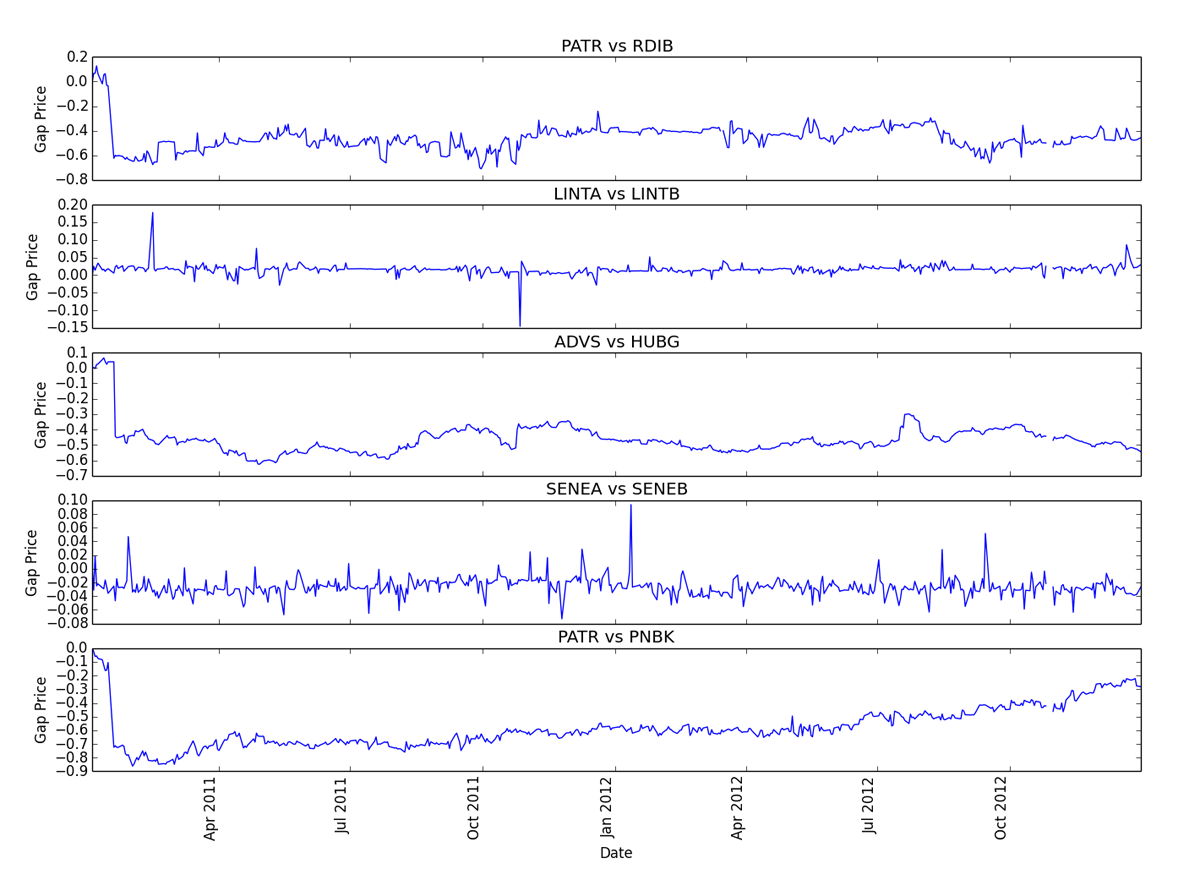 PATR vs RDIB
0.2
0.0
−0.2
−0.4
−0.6
−0.8
Gap Price
LINTA vs LINTB
0.20
0.15
0.10
0.05
0.00
−0.05
−0.10
−0.15
Gap Price
ADVS vs HUBG
0.1
0.0
−0.1
−0.2
−0.3
−0.4
−0.5
−0.6
−0.7
Gap Price
SENEA vs SENEB
0.10
0.08
0.06
0.04
0.02
0.00
−0.02
−0.04
−0.06
−0.08
Gap Price
PATR vs PNBK
0.0
−0.1
−0.2
−0.3
−0.4
−0.5
−0.6
−0.7
−0.8
−0.9
Gap Price
Apr 2011
Jul 2011
Oct 2011
Jan 2012
Apr 2012
Jul 2012
Oct 2012
Date